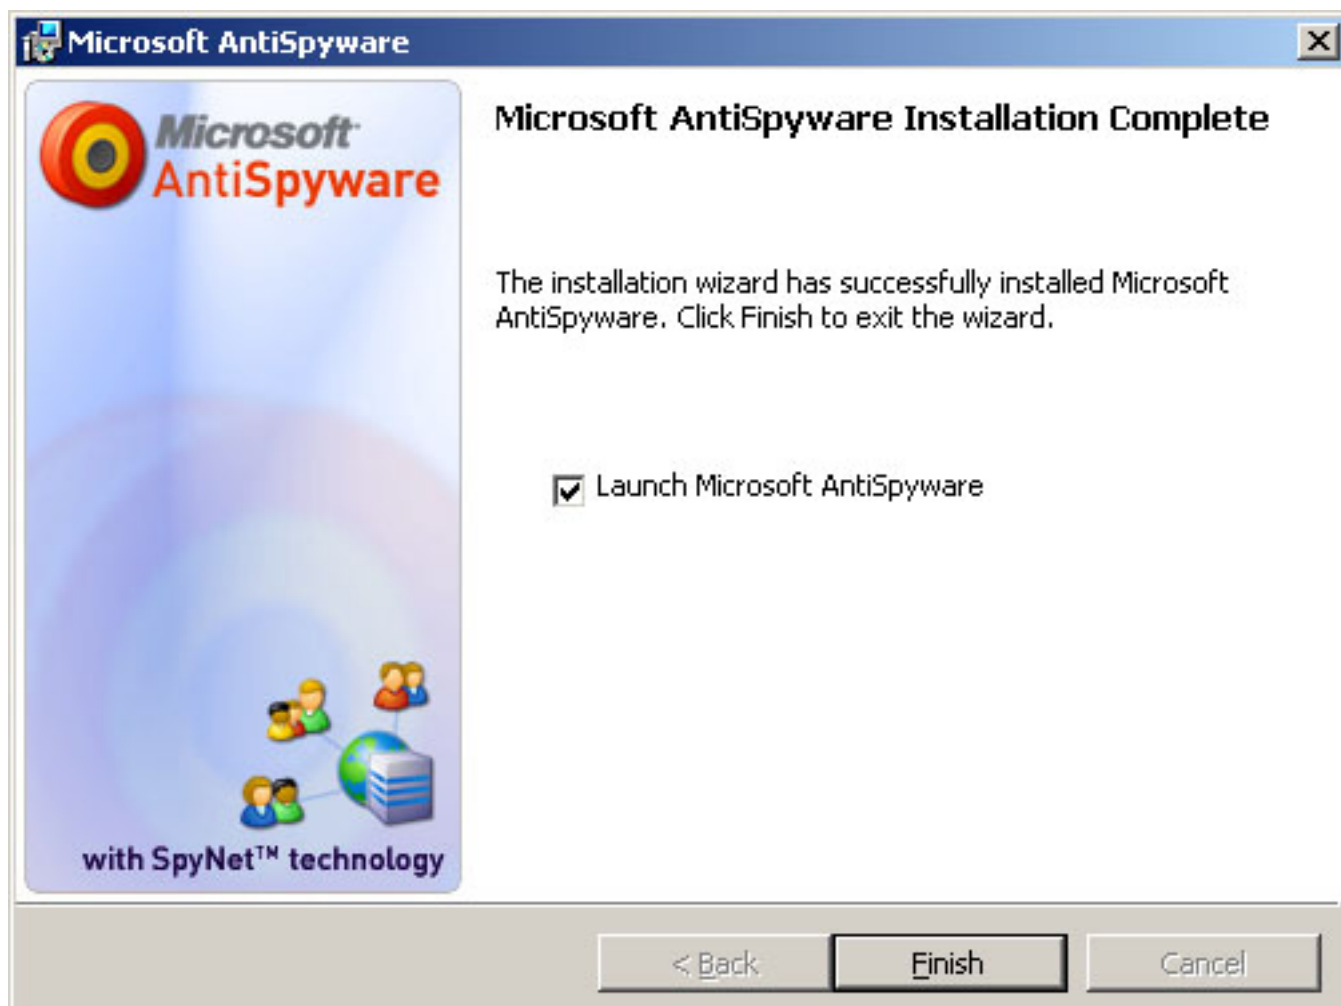 Microsoft AntiSpyware
Microsoft
AntiSpyware
with SpyNet™ technology
Microsoft AntiSpyware Installation Complete
The installation wizard has successfully installed Microsoft
AntiSpyware. Click Finish to exit the wizard.
Launch Microsoft AntiSpyware
< Back
Finish
Cancel